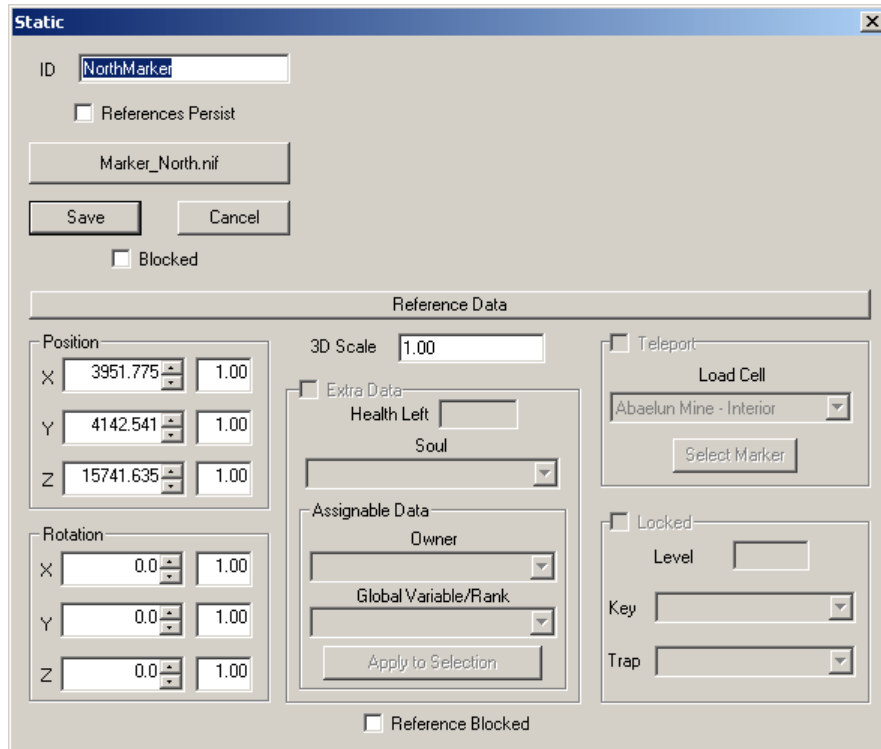 Static
ID NorthMarker
References Persist
Marker_North.nif
Save Cancel
Blocked
Reference Data
Position
X 3951.775 1.00
Y 4142.541 1.00
Z 15741.635 1.00
Rotation
X 0.0 1.00
Y 0.0 1.00
Z 0.0 1.00
3D Scale 1.00
Extra Data
Health Left
Soul
Assignable Data
Owner
Global Variable/Rank
Apply to Selection
Reference Blocked
Teleport
Load Cell
Abaelun Mine - Interior
Select Marker
Locked
Level
Key
Trap